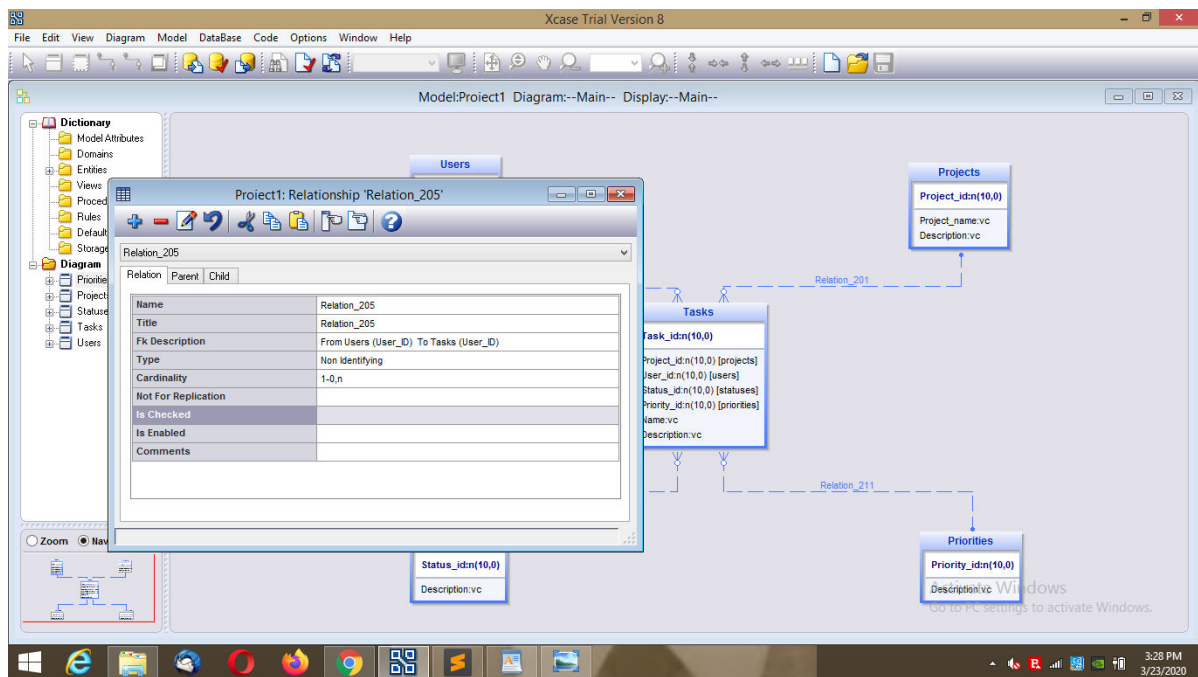 Xcase Trial Version 8
File Edit View Diagram Model DataBase Code Options Window Help
Model:Project1 Diagram:--Main-- Display:--Main--
Dictionary
Model Attributes
Domains
Entities
Views
Proced
Rules
Default
Storage
Diagram
Prioritie
Project
Statuse
Tasks
Users
Zoom Nav
Users
Project1: Relationship 'Relation_205'
Relation_205
Relation Parent Child
Name Relation_205
Title Relation_205
Fk Description From Users (User_ID) To Tasks (User_ID)
Type Non Identifying
Cardinality 1-0,n
Not For Replication
Is Checked
Is Enabled
Comments
Projects
Project_id:n(10,0)
Project_name:vc
Description:vc
Relation_201
Tasks
Task_id:n(10,0)
Project_id:n(10,0) [projects]
User_id:n(10,0) [users]
Status_id:n(10,0) [statuses]
Priority_id:n(10,0) [priorities]
Name:vc
Description:vc
Relation_211
Status_id:n(10,0)
Description:vc
Priorities
Priority_id:n(10,0)
Description:vc
Activate Windows
Go to PC settings to activate Windows.
3:28 PM
3/23/2020